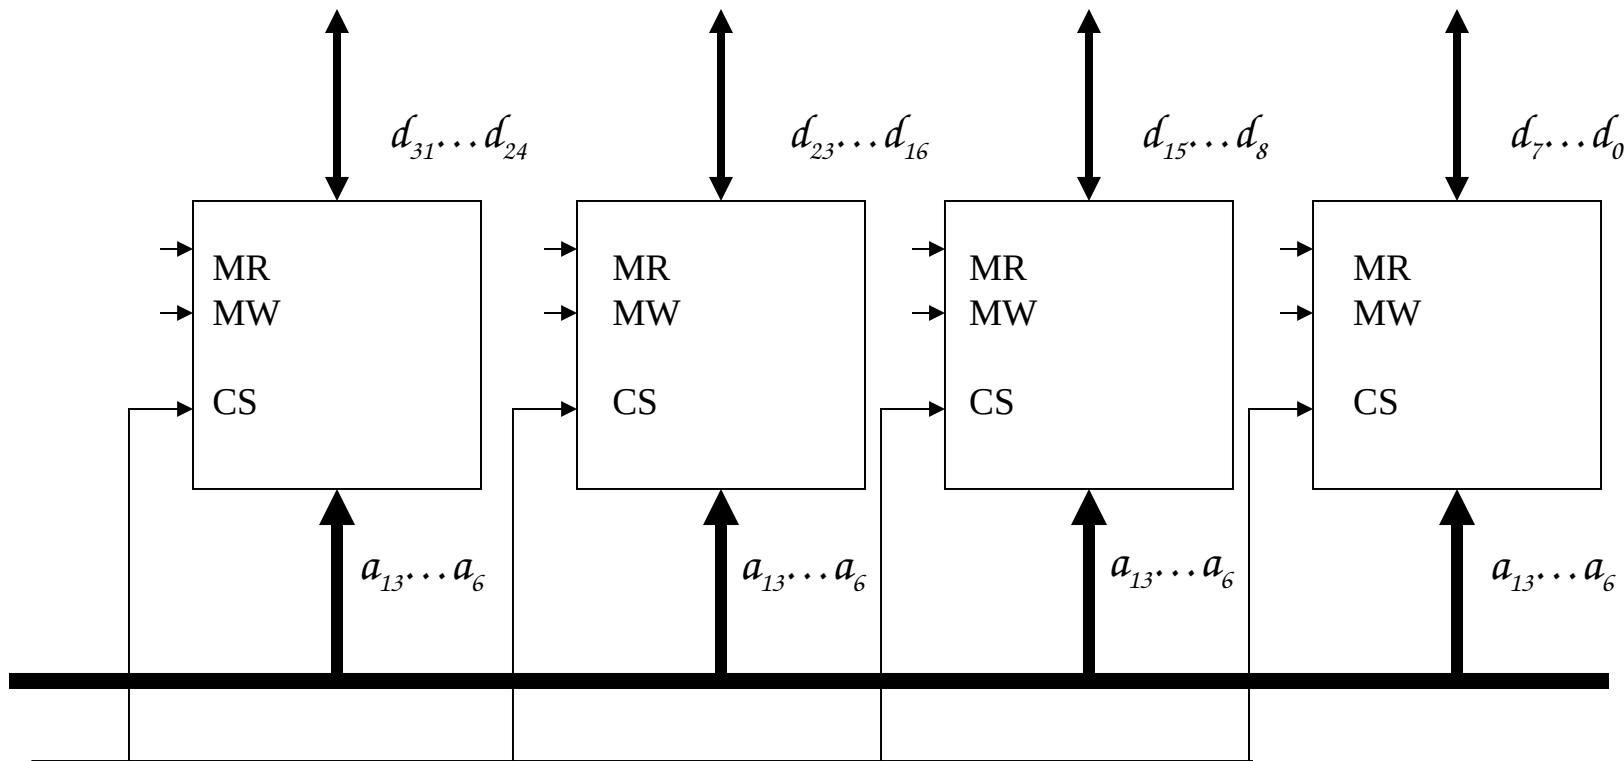 d₃₁…d₂₄ d₂₃…d₁₆ d₁₅…d₈ d₇…d₀
MR MR MR MR
MW MW MW MW
CS CS CS CS
a₁₃…a₆ a₁₃…a₆ a₁₃…a₆ a₁₃…a₆